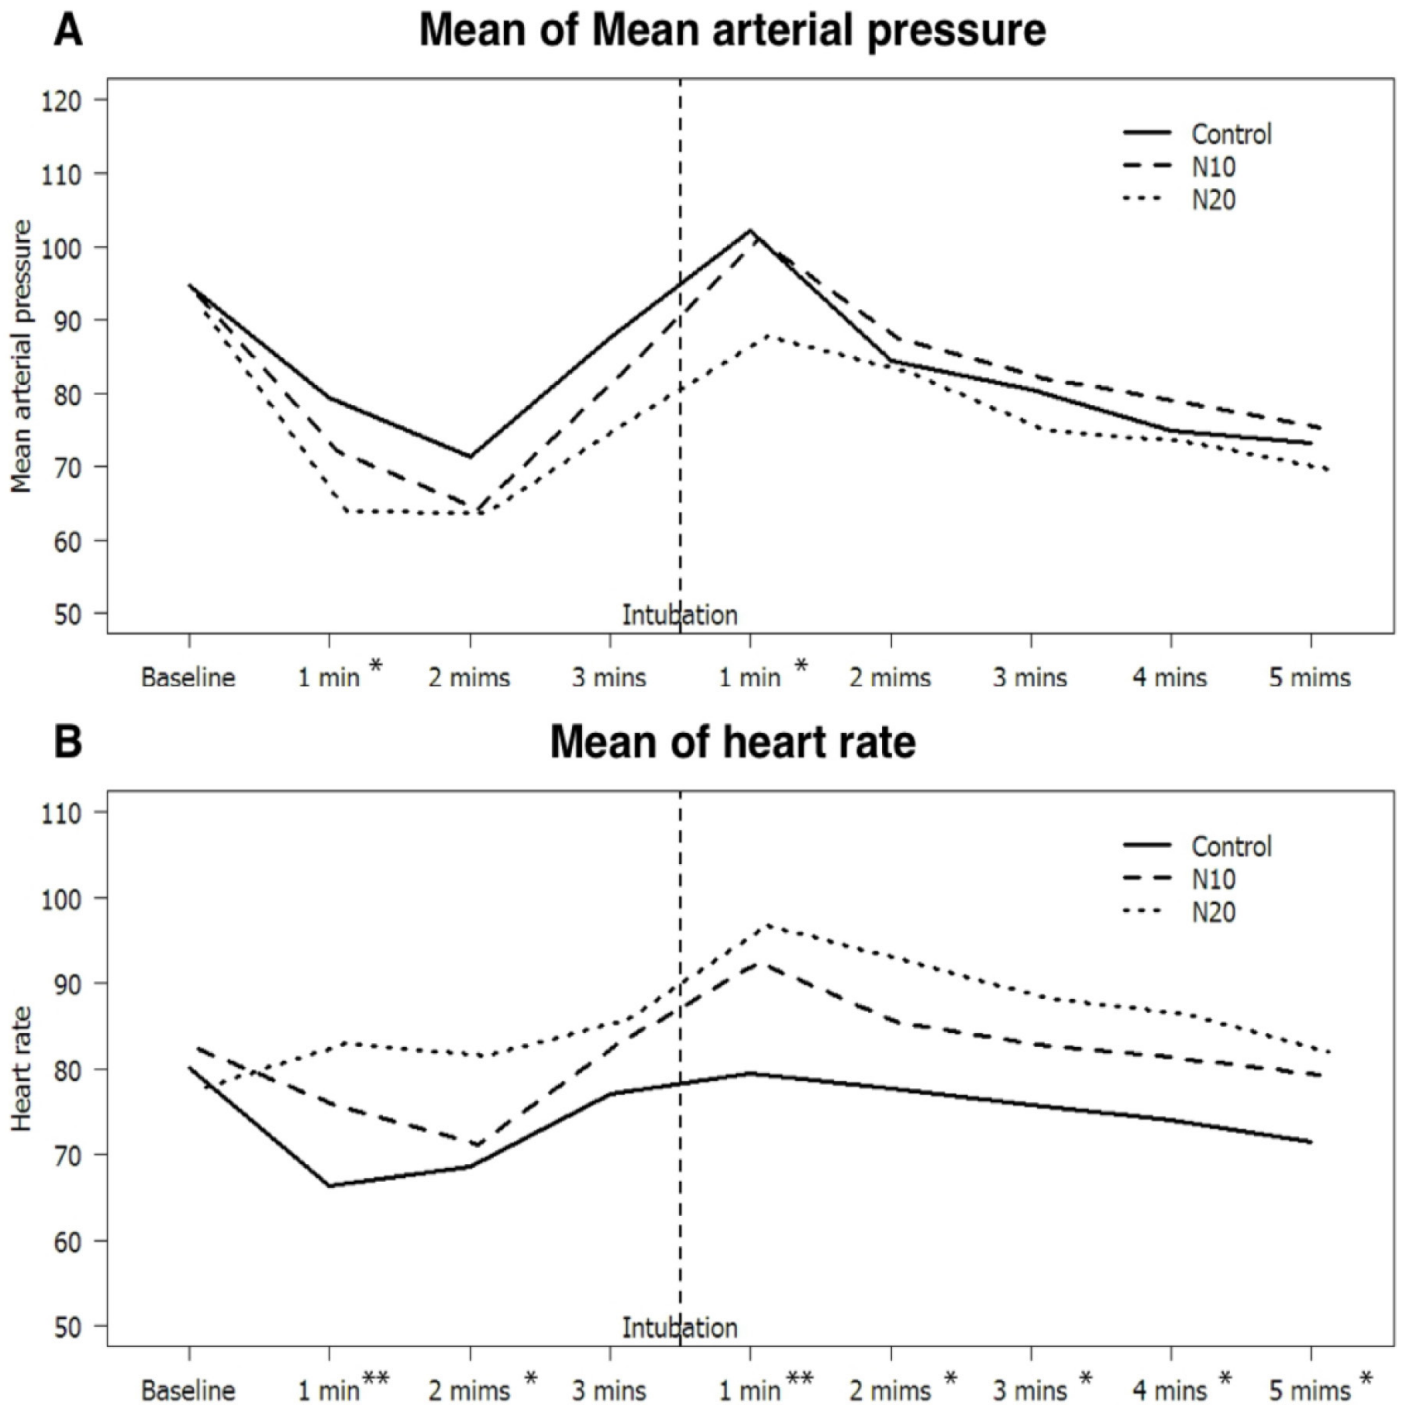 A Mean of Mean arterial pressure
120
110
100
90
80
70
60
50
Mean arterial pressure
Control
N10
N20
Intubation
Baseline 1 min * 2 mims 3 mins 1 min * 2 mims 3 mins 4 mins 5 mims
B Mean of heart rate
110
100
90
80
70
60
50
Heart rate
Control
N10
N20
Intubation
Baseline 1 min** 2 mims * 3 mins 1 min** 2 mims * 3 mins * 4 mins * 5 mims *